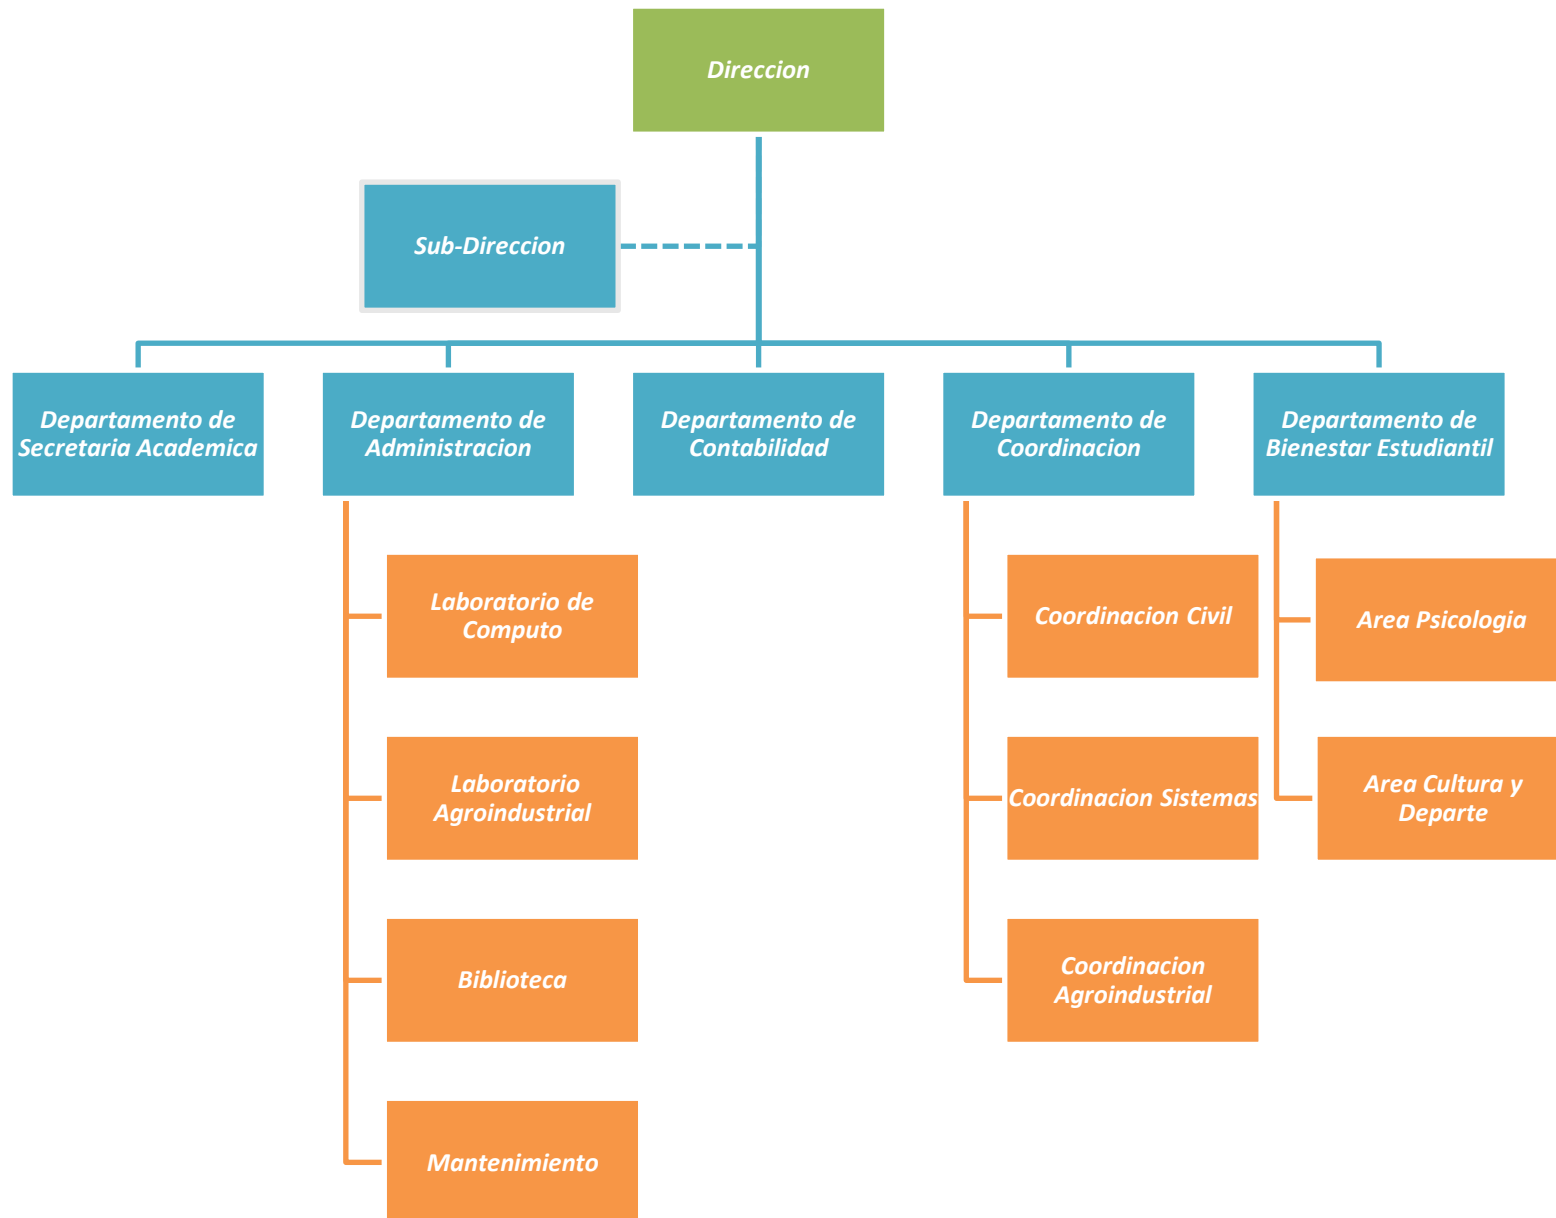 Direccion
Sub-Direccion
Departamento de
Secretaria Academica
Departamento de
Administracion
Departamento de
Contabilidad
Departamento de
Coordinacion
Departamento de
Bienestar Estudiantil
Laboratorio de
Computo
Laboratorio
Agroindustrial
Biblioteca
Mantenimiento
Coordinacion Civil
Coordinacion Sistemas
Coordinacion
Agroindustrial
Area Psicologia
Area Cultura y
Departe